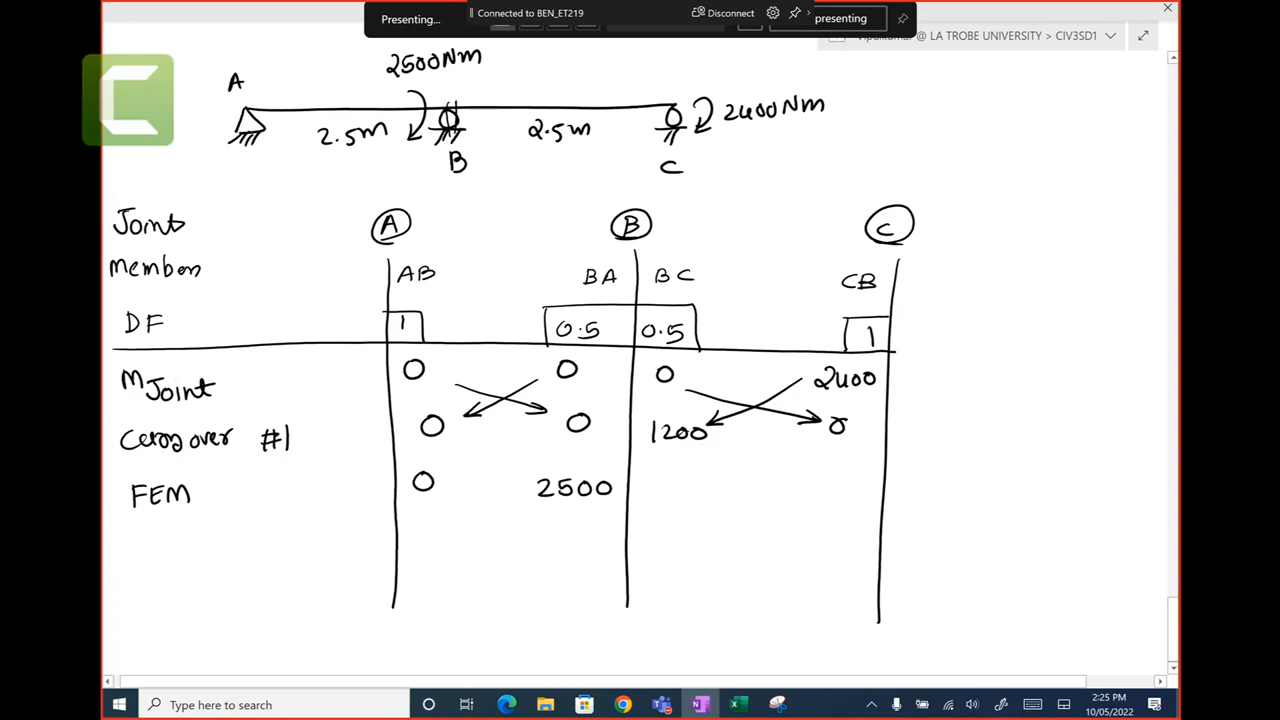 Presenting...
Connected to BEN_ET219
Disconnect
presenting
@ LA TROBE UNIVERSITY > CIV3SD1
A
2500Nm
2400Nm
2.5m
2.5m
B
C
Joint
A
B
C
Member
AB
BA
BC
CB
DF
1
0.5
0.5
1
M Joint
0
0
0
2400
#1
0
0
1200
0
FEM
0
2500
Type here to search
2:25 PM
10/05/2022